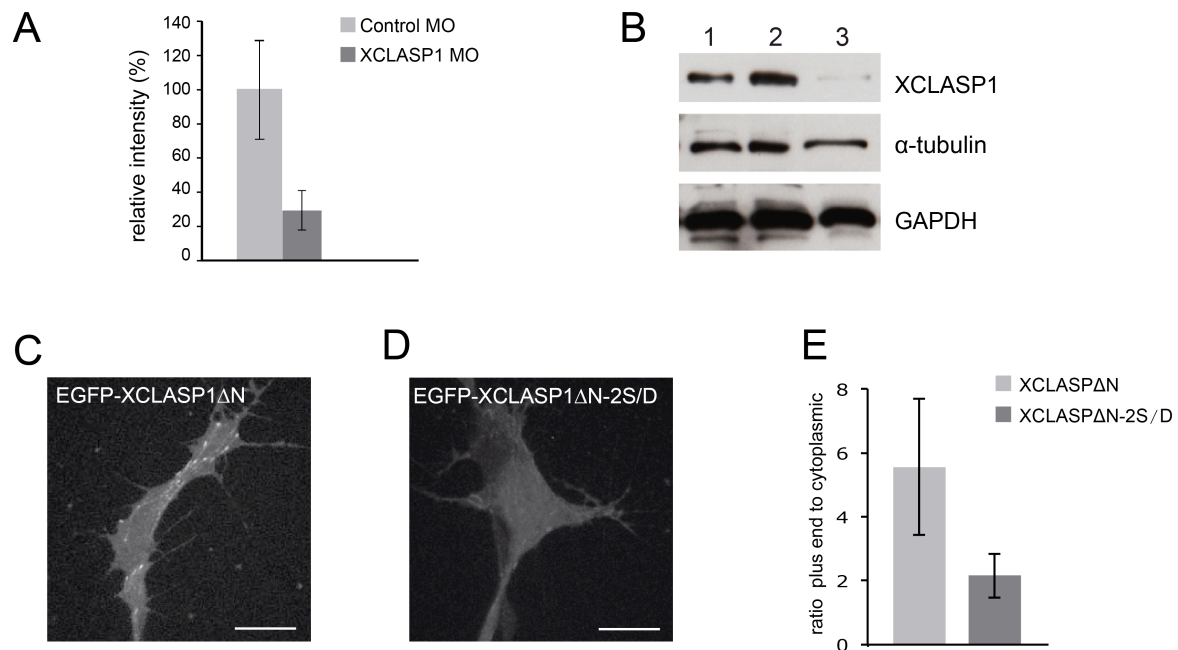 A
140
120
100
80
60
40
20
0
relative intensity (%)
Control MO
XCLASP1 MO
B
1 2 3
XCLASP1
α-tubulin
GAPDH
C
EGFP-XCLASP1ΔN
D
EGFP-XCLASP1ΔN-2S/D
E
8
6
4
2
0
ratio plus end to cytoplasmic
XCLASPΔN
XCLASPΔN-2S/D